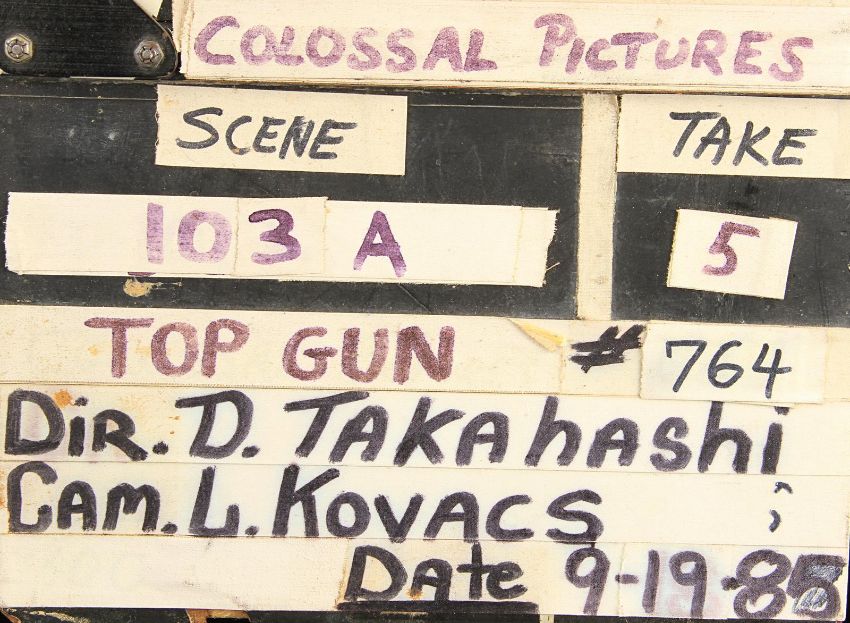 COLOSSAL PICTURES
SCENE TAKE
103 A 5
TOP GUN # 764
DIR. D. TAKAhAShi
CAM. L. KOVACS
DAte 9-19-85